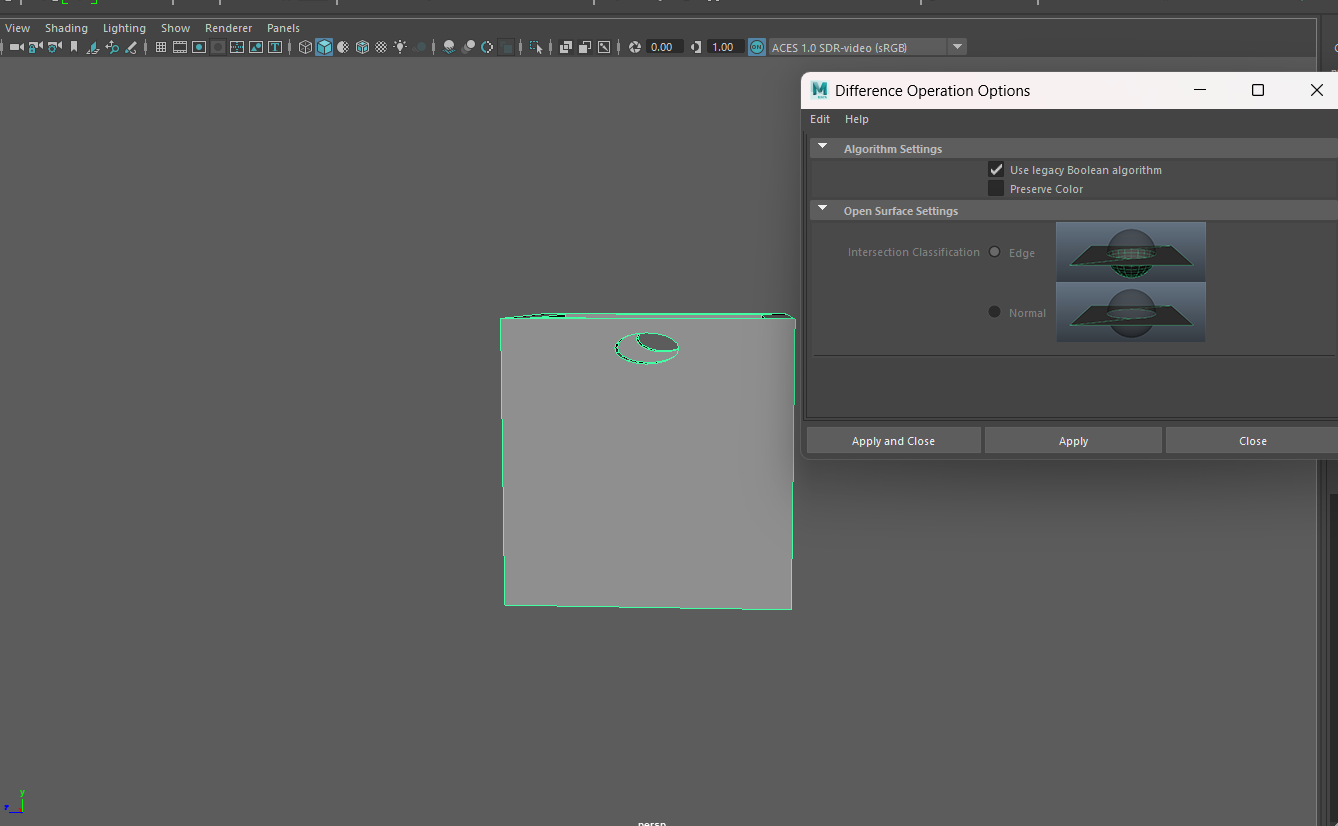 View Shading Lighting Show Renderer Panels
0.00 1.00 ON ACES 1.0 SDR-video (sRGB)
M Difference Operation Options
Edit Help
Algorithm Settings
Use legacy Boolean algorithm
Preserve Color
Open Surface Settings
Intersection Classification Edge
Normal
Apply and Close Apply Close
y
z
persp